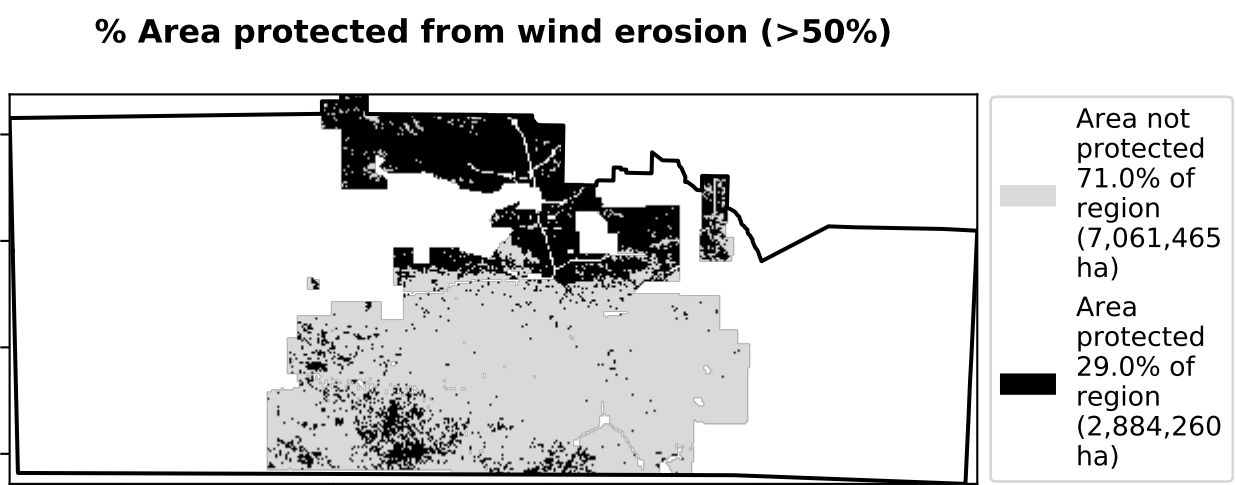 % Area protected from wind erosion (>50%)
Area not
protected
71.0% of
region
(7,061,465
ha)
Area
protected
29.0% of
region
(2,884,260
ha)